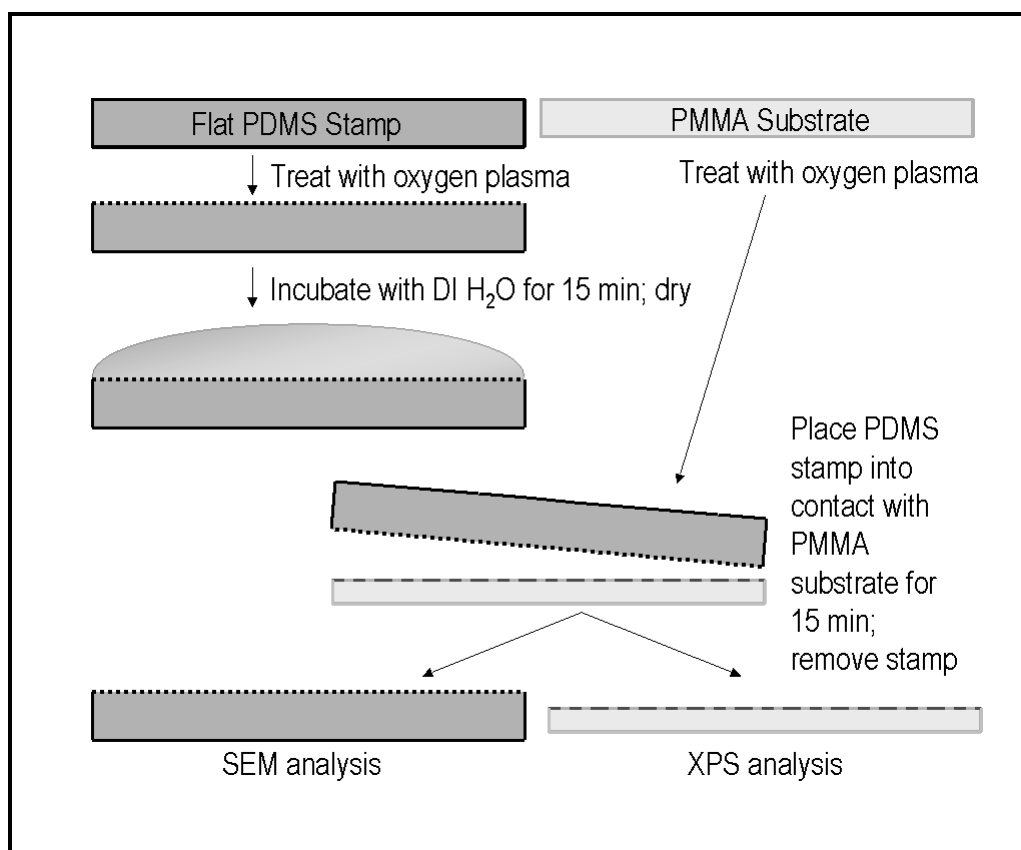 Flat PDMS Stamp
PMMA Substrate
Treat with oxygen plasma
Treat with oxygen plasma
Incubate with DI H₂O for 15 min; dry
Place PDMS
stamp into
contact with
PMMA
substrate for
15 min;
remove stamp
SEM analysis
XPS analysis